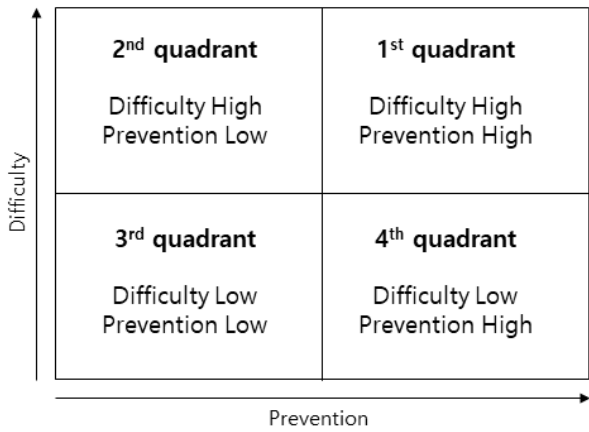 2nd quadrant
Difficulty High
Prevention Low
1st quadrant
Difficulty High
Prevention High
3rd quadrant
Difficulty Low
Prevention Low
4th quadrant
Difficulty Low
Prevention High
Difficulty
Prevention